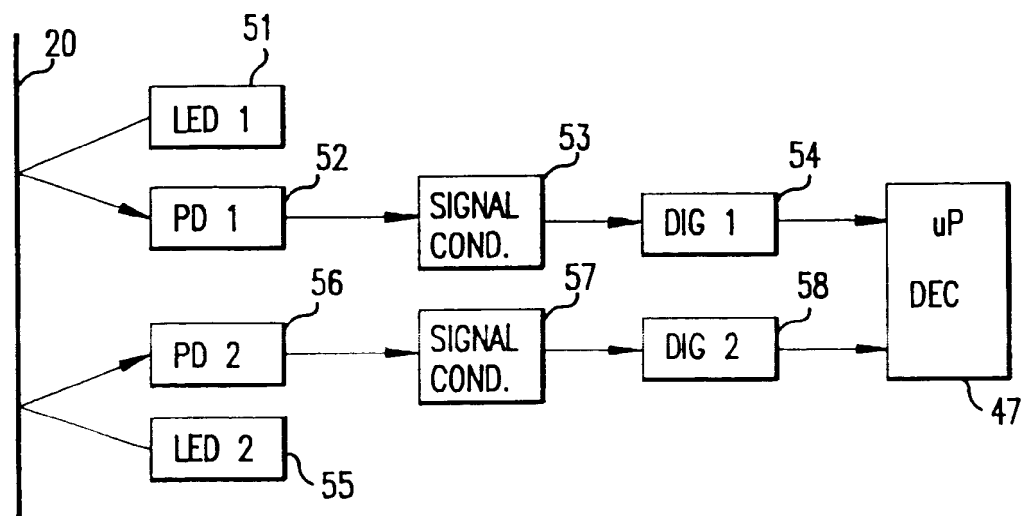 20
51
LED 1
52
PD 1
53
SIGNAL
COND.
54
DIG 1
uP
DEC
47
56
PD 2
57
SIGNAL
COND.
58
DIG 2
LED 2
55